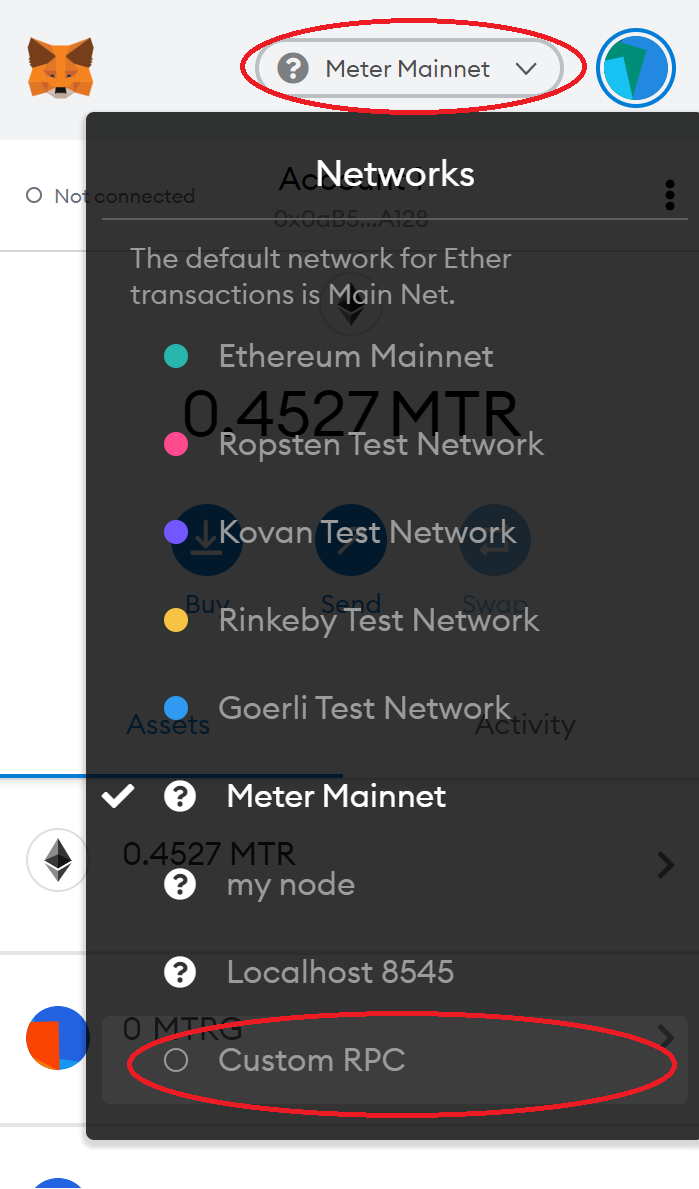 Meter Mainnet
Networks
Account 1
Not connected
0x0aB5...A128
The default network for Ether
transactions is Main Net.
Ethereum Mainnet
0.4527 MTR
Ropsten Test Network
Kovan Test Network
Buy
Send
Swap
Rinkeby Test Network
Goerli Test Network
Assets
Activity
Meter Mainnet
0.4527 MTR
my node
Localhost 8545
0 MTRG
Custom RPC